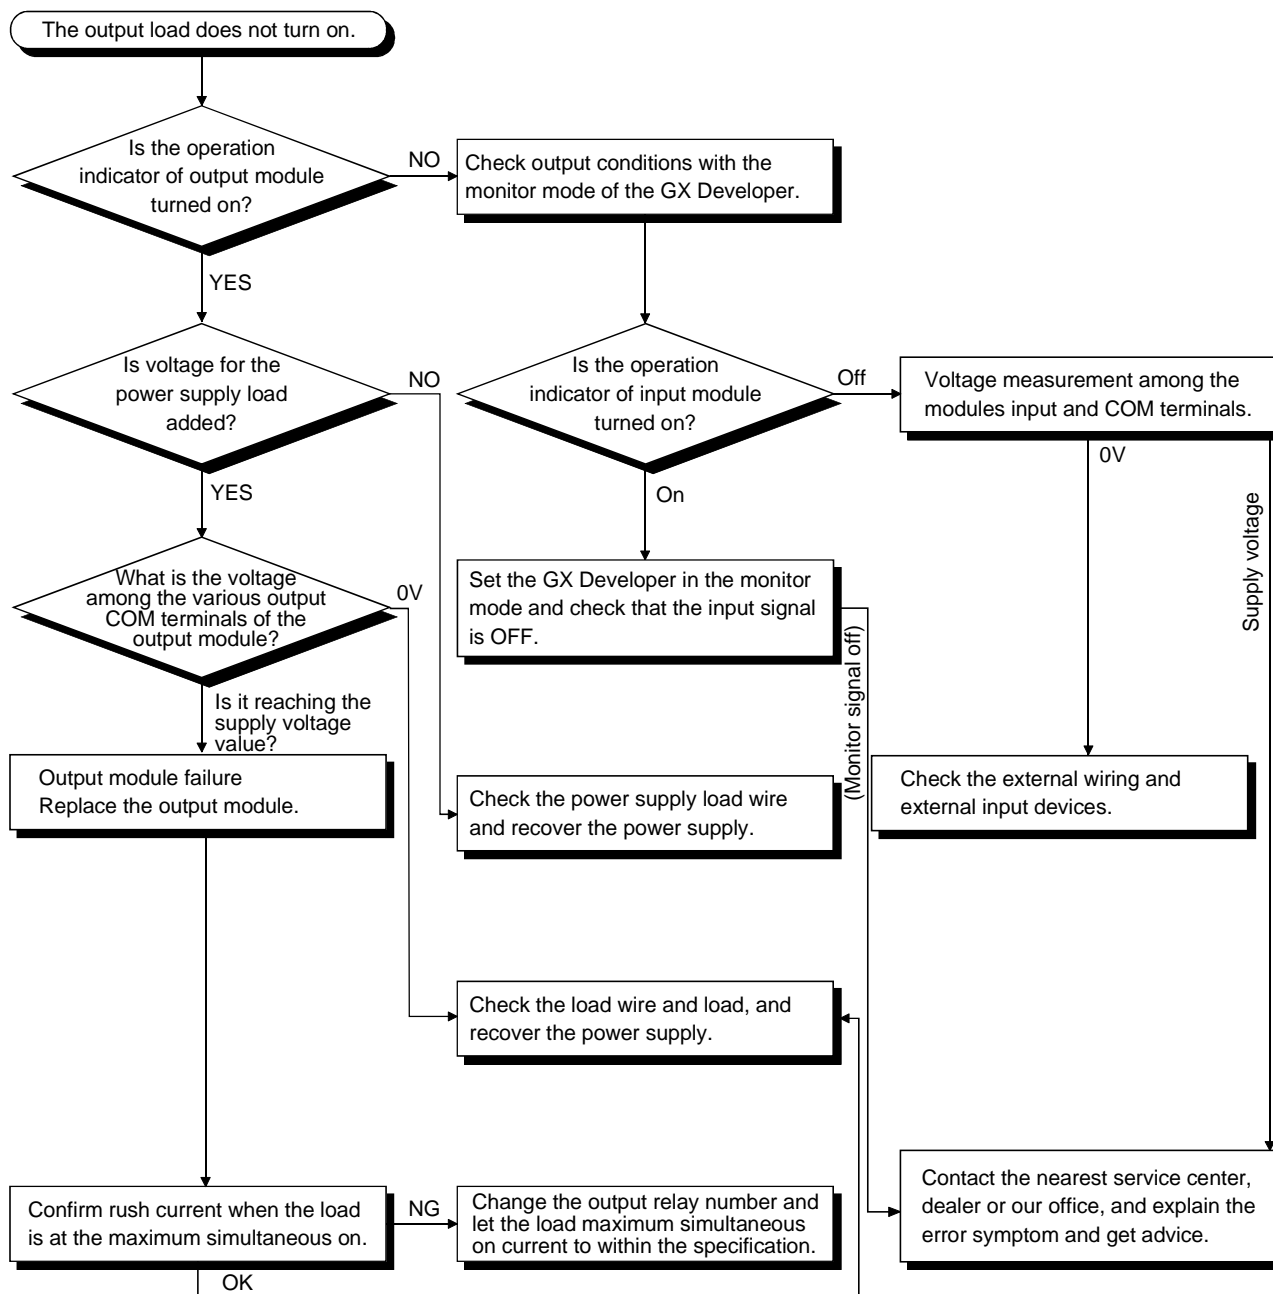 The output load does not turn on.
Is the operation
indicator of output module
turned on?
NO
Check output conditions with the
monitor mode of the GX Developer.
YES
Is voltage for the
power supply load
added?
NO
Is the operation
indicator of input module
turned on?
Off
Voltage measurement among the
modules input and COM terminals.
0V
Supply voltage
YES
On
What is the voltage
among the various output
COM terminals of the
output module?
0V
Set the GX Developer in the monitor
mode and check that the input signal
is OFF.
(Monitor signal off)
Is it reaching the
supply voltage
value?
Output module failure
Replace the output module.
Check the power supply load wire
and recover the power supply.
Check the external wiring and
external input devices.
Check the load wire and load, and
recover the power supply.
Confirm rush current when the load
is at the maximum simultaneous on.
NG
Change the output relay number and
let the load maximum simultaneous
on current to within the specification.
Contact the nearest service center,
dealer or our office, and explain the
error symptom and get advice.
OK